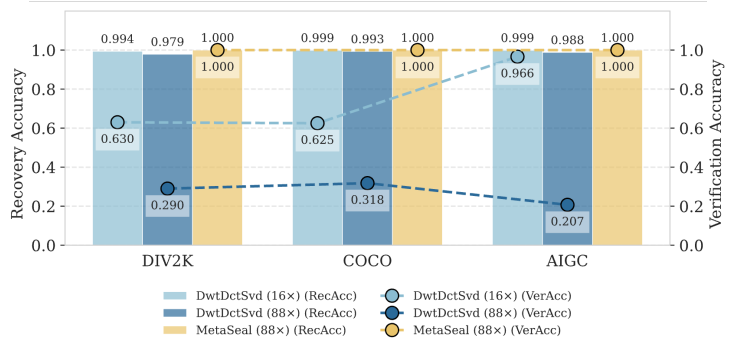 0.994 0.979 1.000 0.999 0.993 1.000 0.999 0.988 1.000
1.0 1.0
1.000 1.000 0.966 1.000
0.8 0.8
0.630 0.625
0.6 0.6
0.4 0.4
0.290 0.318 0.207
0.2 0.2
0.0 0.0
Recovery Accuracy
Verification Accuracy
DIV2K COCO AIGC
DwtDctSvd (16×) (RecAcc) DwtDctSvd (16×) (VerAcc)
DwtDctSvd (88×) (RecAcc) DwtDctSvd (88×) (VerAcc)
MetaSeal (88×) (RecAcc) MetaSeal (88×) (VerAcc)